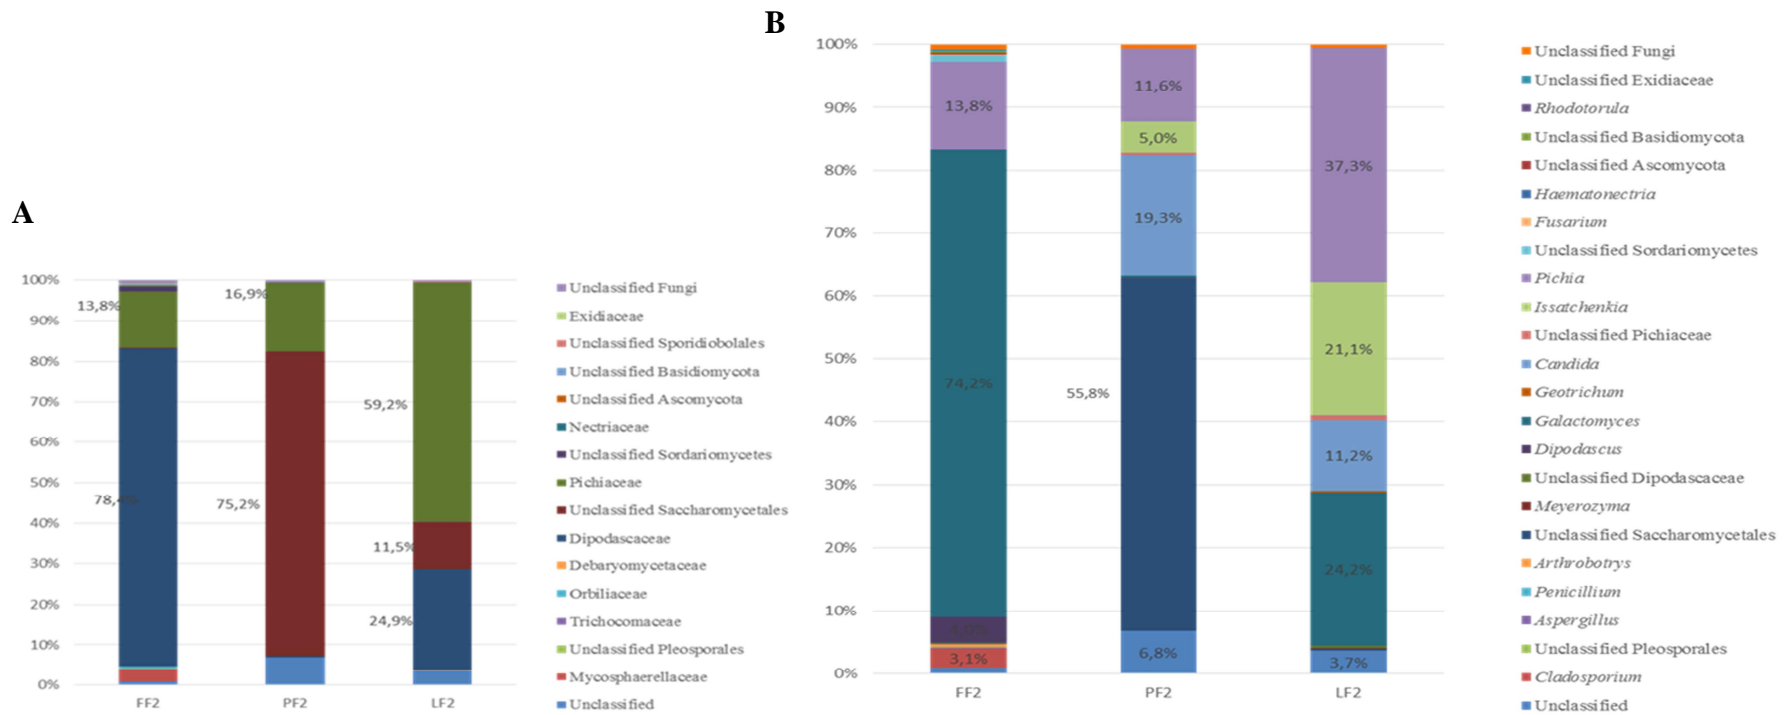 A
100%
90%
80%
70%
60%
50%
40%
30%
20%
10%
0%
13,8%
16,9%
59,2%
75,2%
11,5%
24,9%
FF2
PF2
LF2
Unclassified Fungi
Exidiaceae
Unclassified Sporidiobolales
Unclassified Basidiomycota
Unclassified Ascomycota
Nectriaceae
Unclassified Sordariomycetes
Pichiaceae
Unclassified Saccharomycetales
Dipodascaceae
Debaryomycetaceae
Orbiliaceae
Trichocomaceae
Unclassified Pleosporales
Mycosphaerellaceae
Unclassified
B
100%
90%
80%
70%
60%
50%
40%
30%
20%
10%
0%
13,8%
74,2%
3,1%
11,6%
5,0%
19,3%
55,8%
6,8%
37,3%
21,1%
11,2%
24,2%
3,7%
FF2
PF2
LF2
Unclassified Fungi
Unclassified Exidiaceae
Rhodotorula
Unclassified Basidiomycota
Unclassified Ascomycota
Haematonectria
Fusarium
Unclassified Sordariomycetes
Pichia
Issatchenkia
Unclassified Pichiaceae
Candida
Geotrichum
Galactomyces
Dipodascus
Unclassified Dipodascaceae
Meyerozyma
Unclassified Saccharomycetales
Arthrobotrys
Penicillium
Aspergillus
Unclassified Pleosporales
Cladosporium
Unclassified